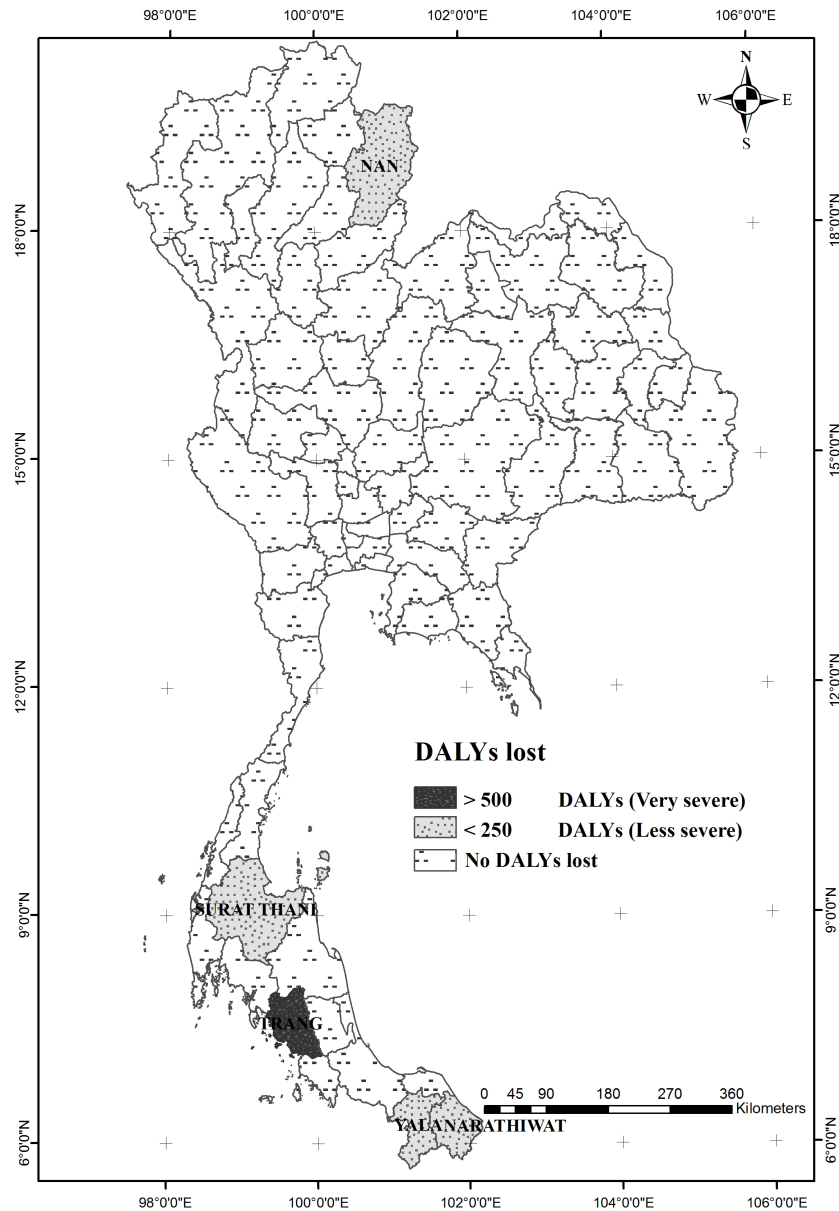 98°0'0"E 100°0'0"E 102°0'0"E 104°0'0"E 106°0'0"E
N
W E
S
NAN
18°0'0"N 18°0'0"N
15°0'0"N 15°0'0"N
12°0'0"N 12°0'0"N
DALYs lost
> 500 DALYs (Very severe)
< 250 DALYs (Less severe)
No DALYs lost
9°0'0"N 9°0'0"N
SURAT THANI
TRANG
0 45 90 180 270 360
Kilometers
YALANARATHIWAT
6°0'0"N 6°0'0"N
98°0'0"E 100°0'0"E 102°0'0"E 104°0'0"E 106°0'0"E